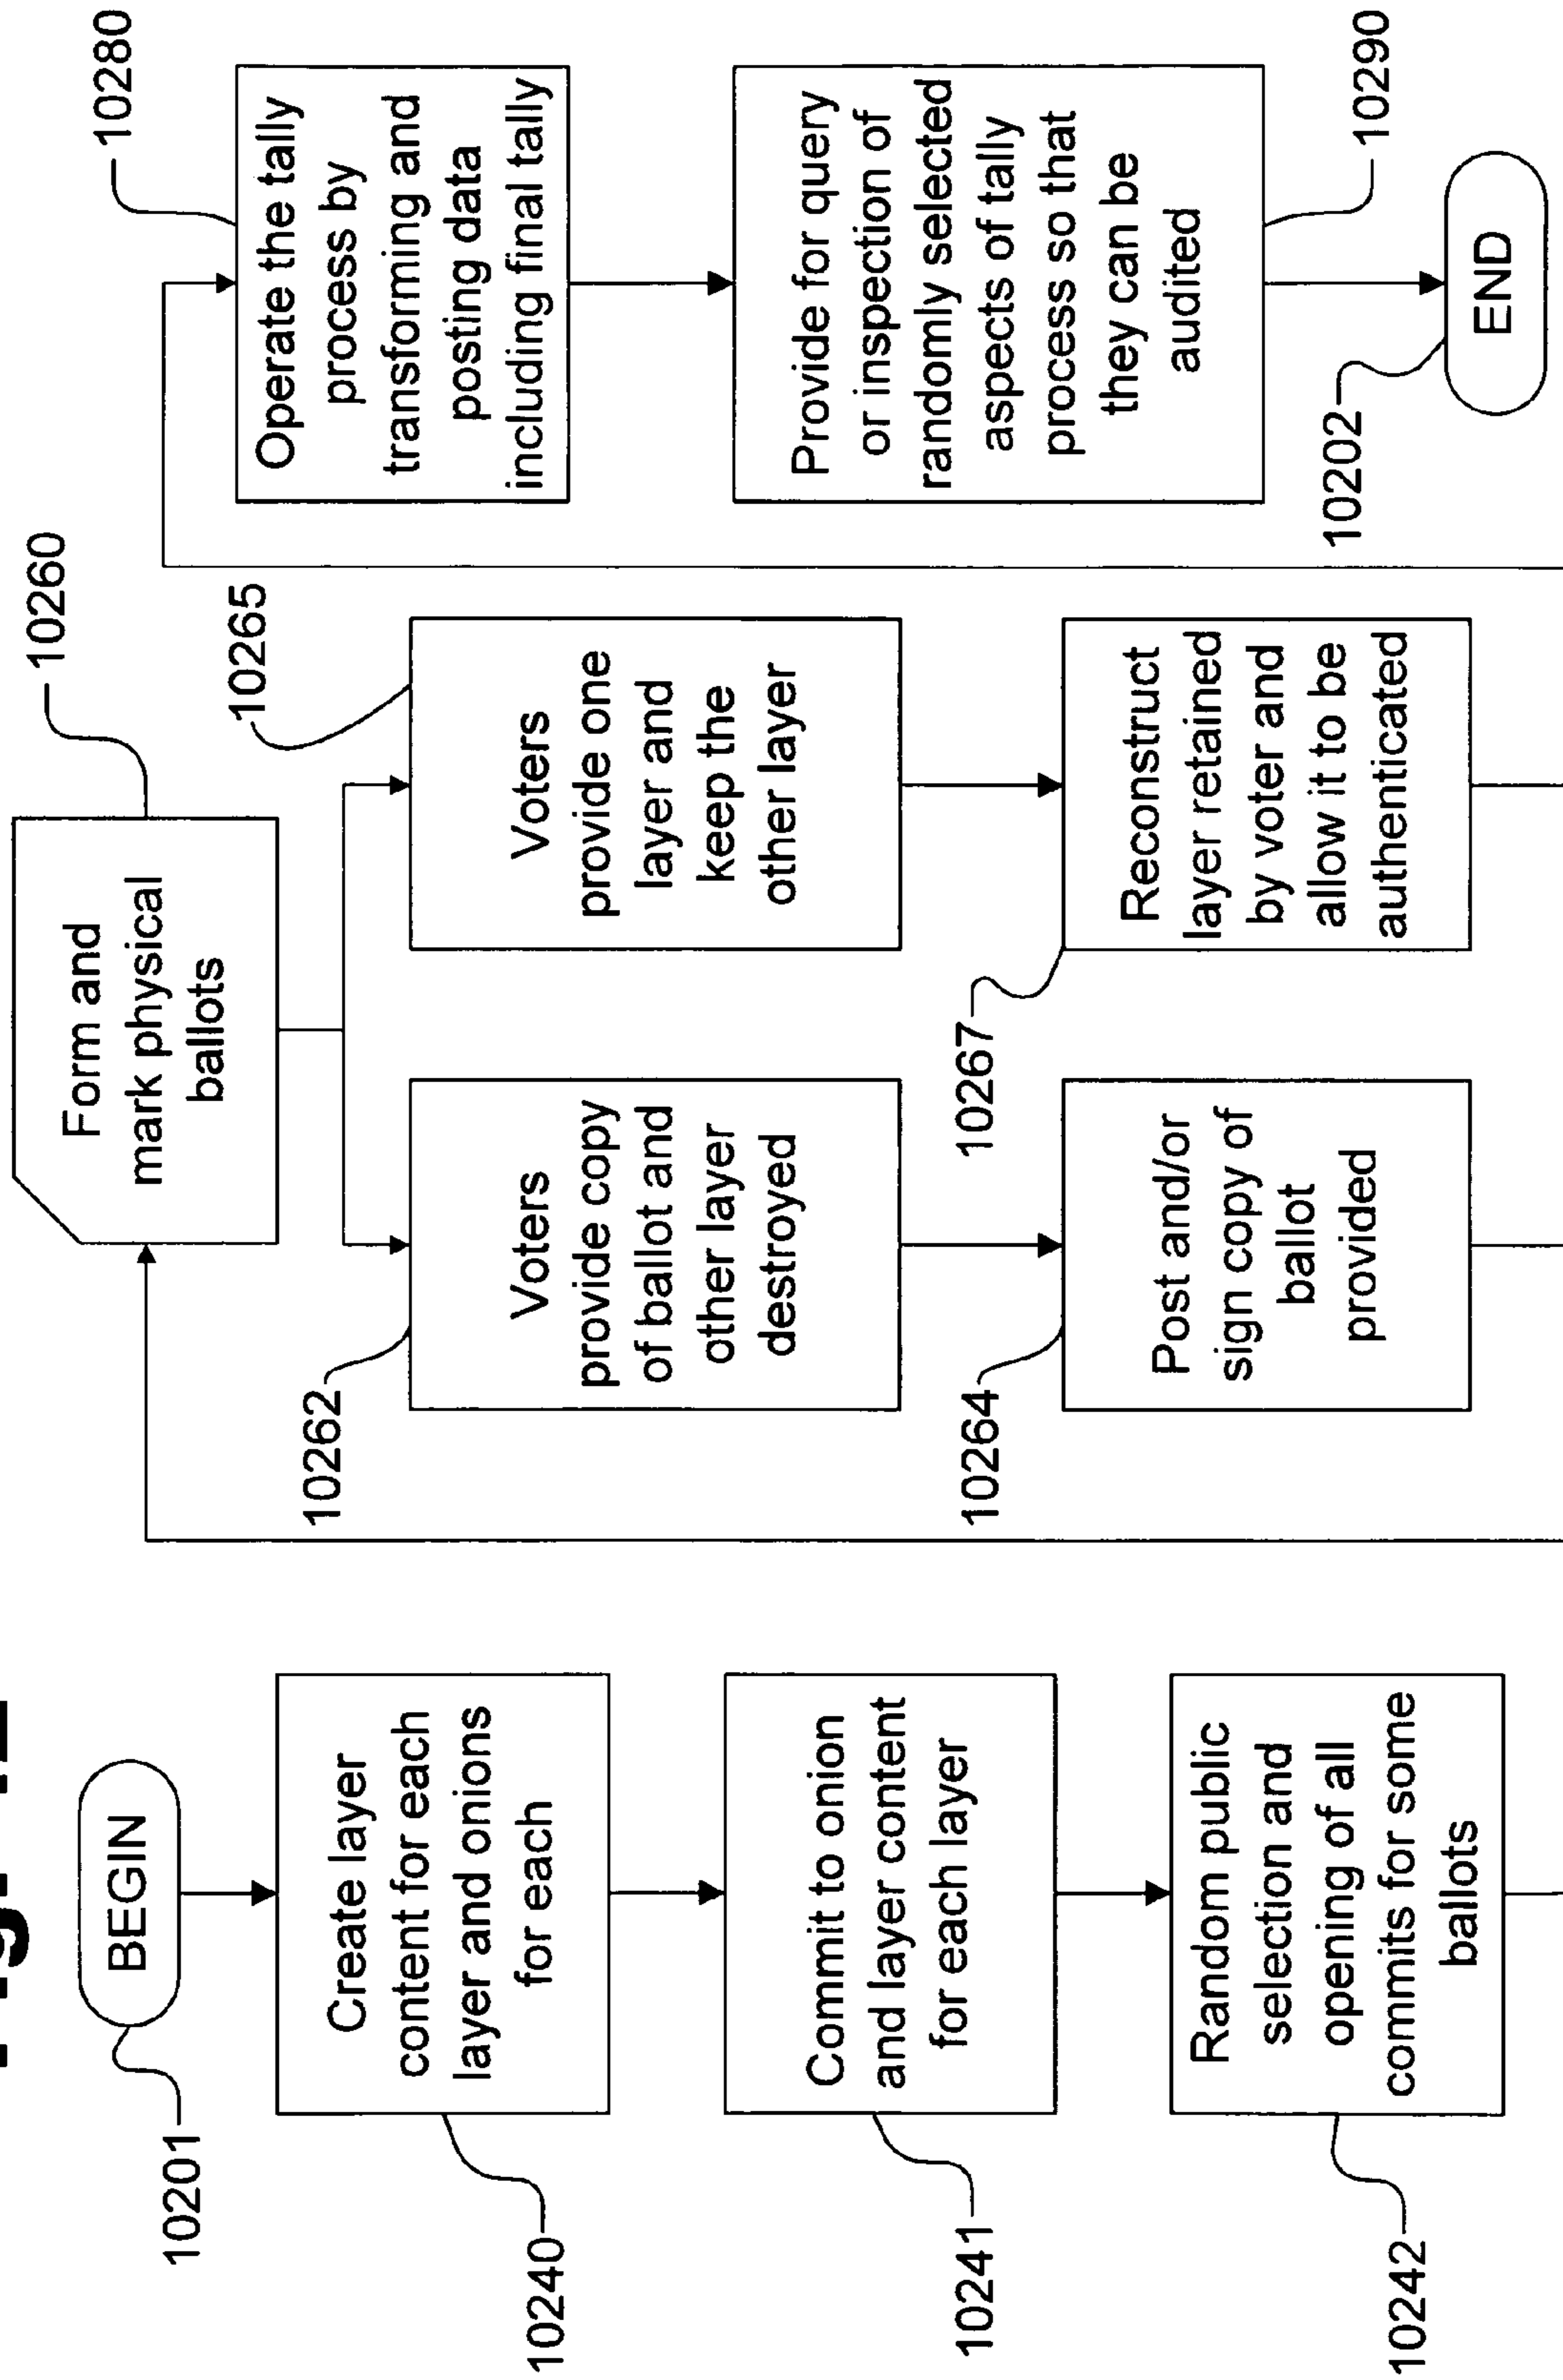 BEGIN
10201
Create layer
content for each
layer and onions
for each
10240
Commit to onion
and layer content
for each layer
10241
Random public
selection and
opening of all
commits for some
ballots
10242
Form and
mark physical
ballots
10260
Voters
provide copy
of ballot and
other layer
destroyed
10262
Post and/or
sign copy of
ballot
provided
10264
Voters
provide one
layer and
keep the
other layer
10265
Reconstruct
layer retained
by voter and
allow it to be
authenticated
10267
Operate the tally
process by
transforming and
posting data
including final tally
10280
Provide for query
or inspection of
randomly selected
aspects of tally
process so that
they can be
audited
10290
END
10202